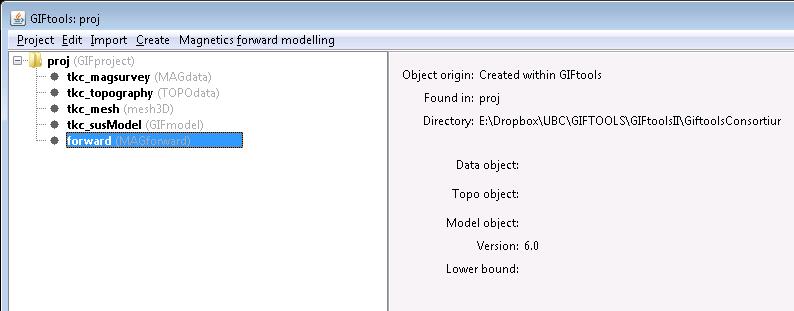 GIFtools: proj
Project Edit Import Create Magnetics forward modelling
proj (GIFproject)
tkc_magsurvey (MAGdata)
tkc_topography (TOPOdata)
tkc_mesh (mesh3D)
tkc_susModel (GIFmodel)
forward (MAGforward)
Object origin: Created within GIFtools
Found in: proj
Directory: E:\Dropbox\UBC\GIFTOOLS\GIFtoolsII\GiftoolsConsortiur
Data object:
Topo object:
Model object:
Version: 6.0
Lower bound: